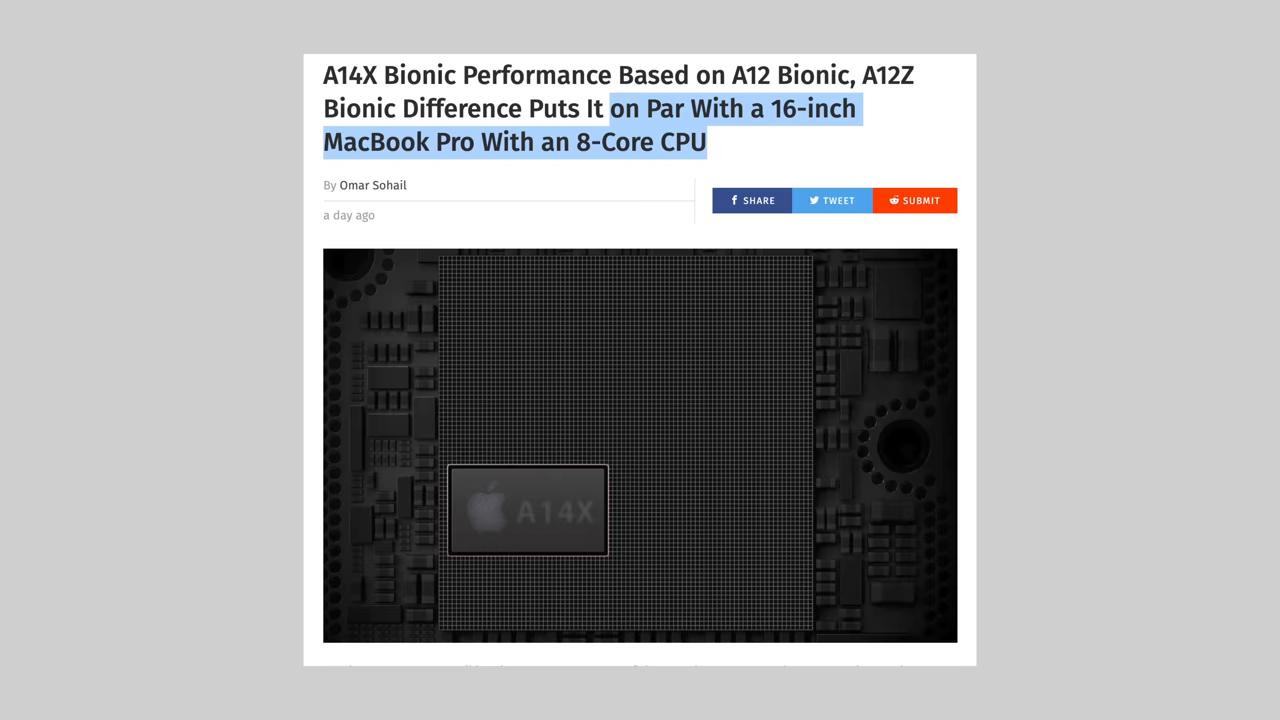 A14X Bionic Performance Based on A12 Bionic, A12Z
Bionic Difference Puts It on Par With a 16-inch
MacBook Pro With an 8-Core CPU
By Omar Sohail
a day ago
SHARE
TWEET
SUBMIT
A14X